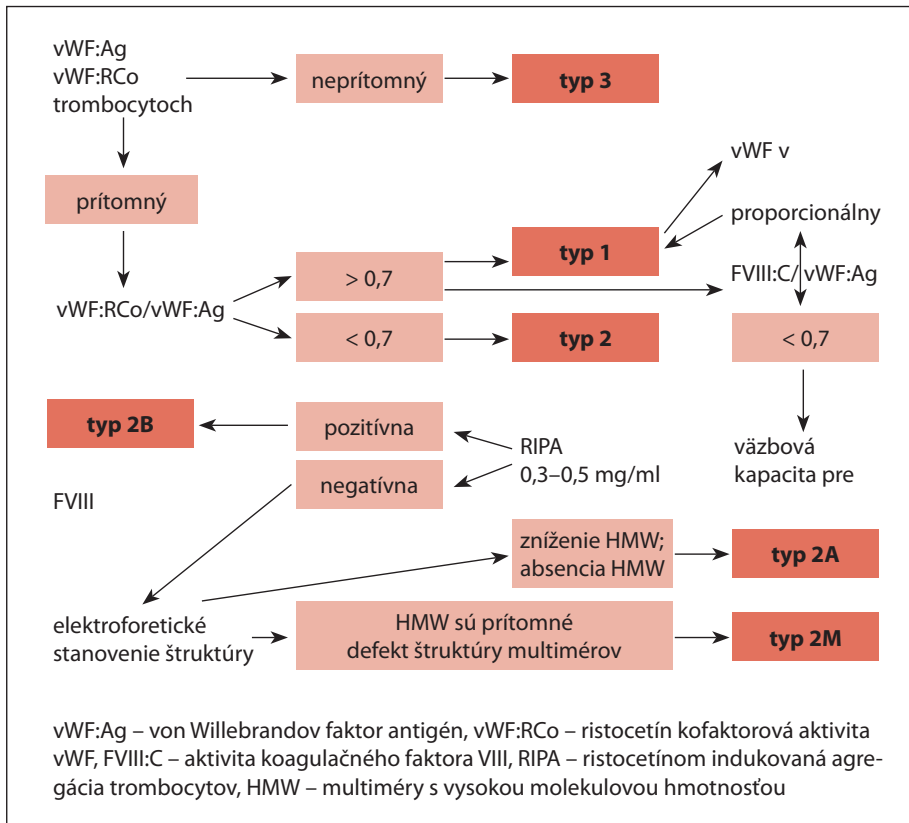 vWF:Ag
vWF:RCo
trombocytoch
neprítomný
typ 3
prítomný
vWF v
proporcionálny
typ 1
> 0,7
FVIII:C/ vWF:Ag
vWF:RCo/vWF:Ag
< 0,7
typ 2
< 0,7
typ 2B
pozitívna
RIPA
0,3–0,5 mg/ml
negatívna
väzbová
kapacita pre
FVIII
zníženie HMW;
absencia HMW
typ 2A
elektroforetické
stanovenie štruktúry
HMW sú prítomné
defekt štruktúry multimérov
typ 2M
vWF:Ag – von Willebrandov faktor antigén, vWF:RCo – ristocetín kofaktorová aktivita
vWF, FVIII:C – aktivita koagulačného faktora VIII, RIPA – ristocetínom indukovaná agre-
gácia trombocytov, HMW – multiméry s vysokou molekulovou hmotnosťou